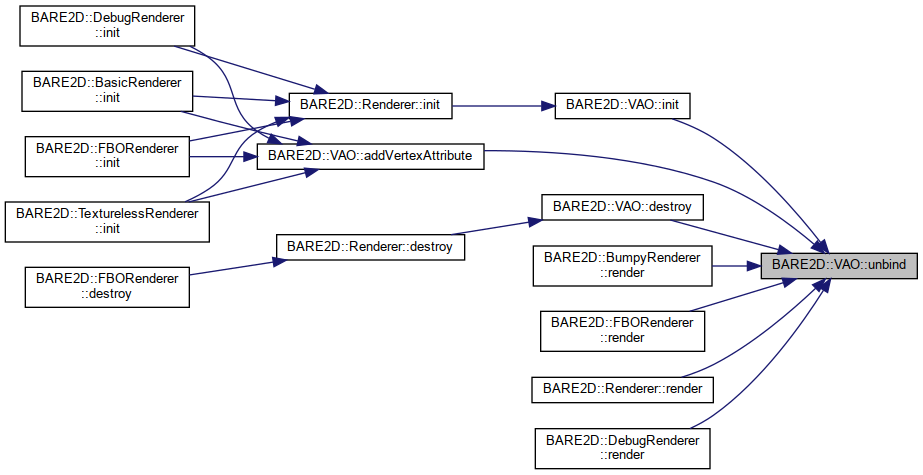 BARE2D::DebugRenderer
::init
BARE2D::BasicRenderer
::init
BARE2D::FBORenderer
::init
BARE2D::TexturelessRenderer
::init
BARE2D::FBORenderer
::destroy
BARE2D::Renderer::init
BARE2D::VAO::addVertexAttribute
BARE2D::Renderer::destroy
BARE2D::VAO::init
BARE2D::VAO::destroy
BARE2D::BumpyRenderer
::render
BARE2D::FBORenderer
::render
BARE2D::Renderer::render
BARE2D::DebugRenderer
::render
BARE2D::VAO::unbind